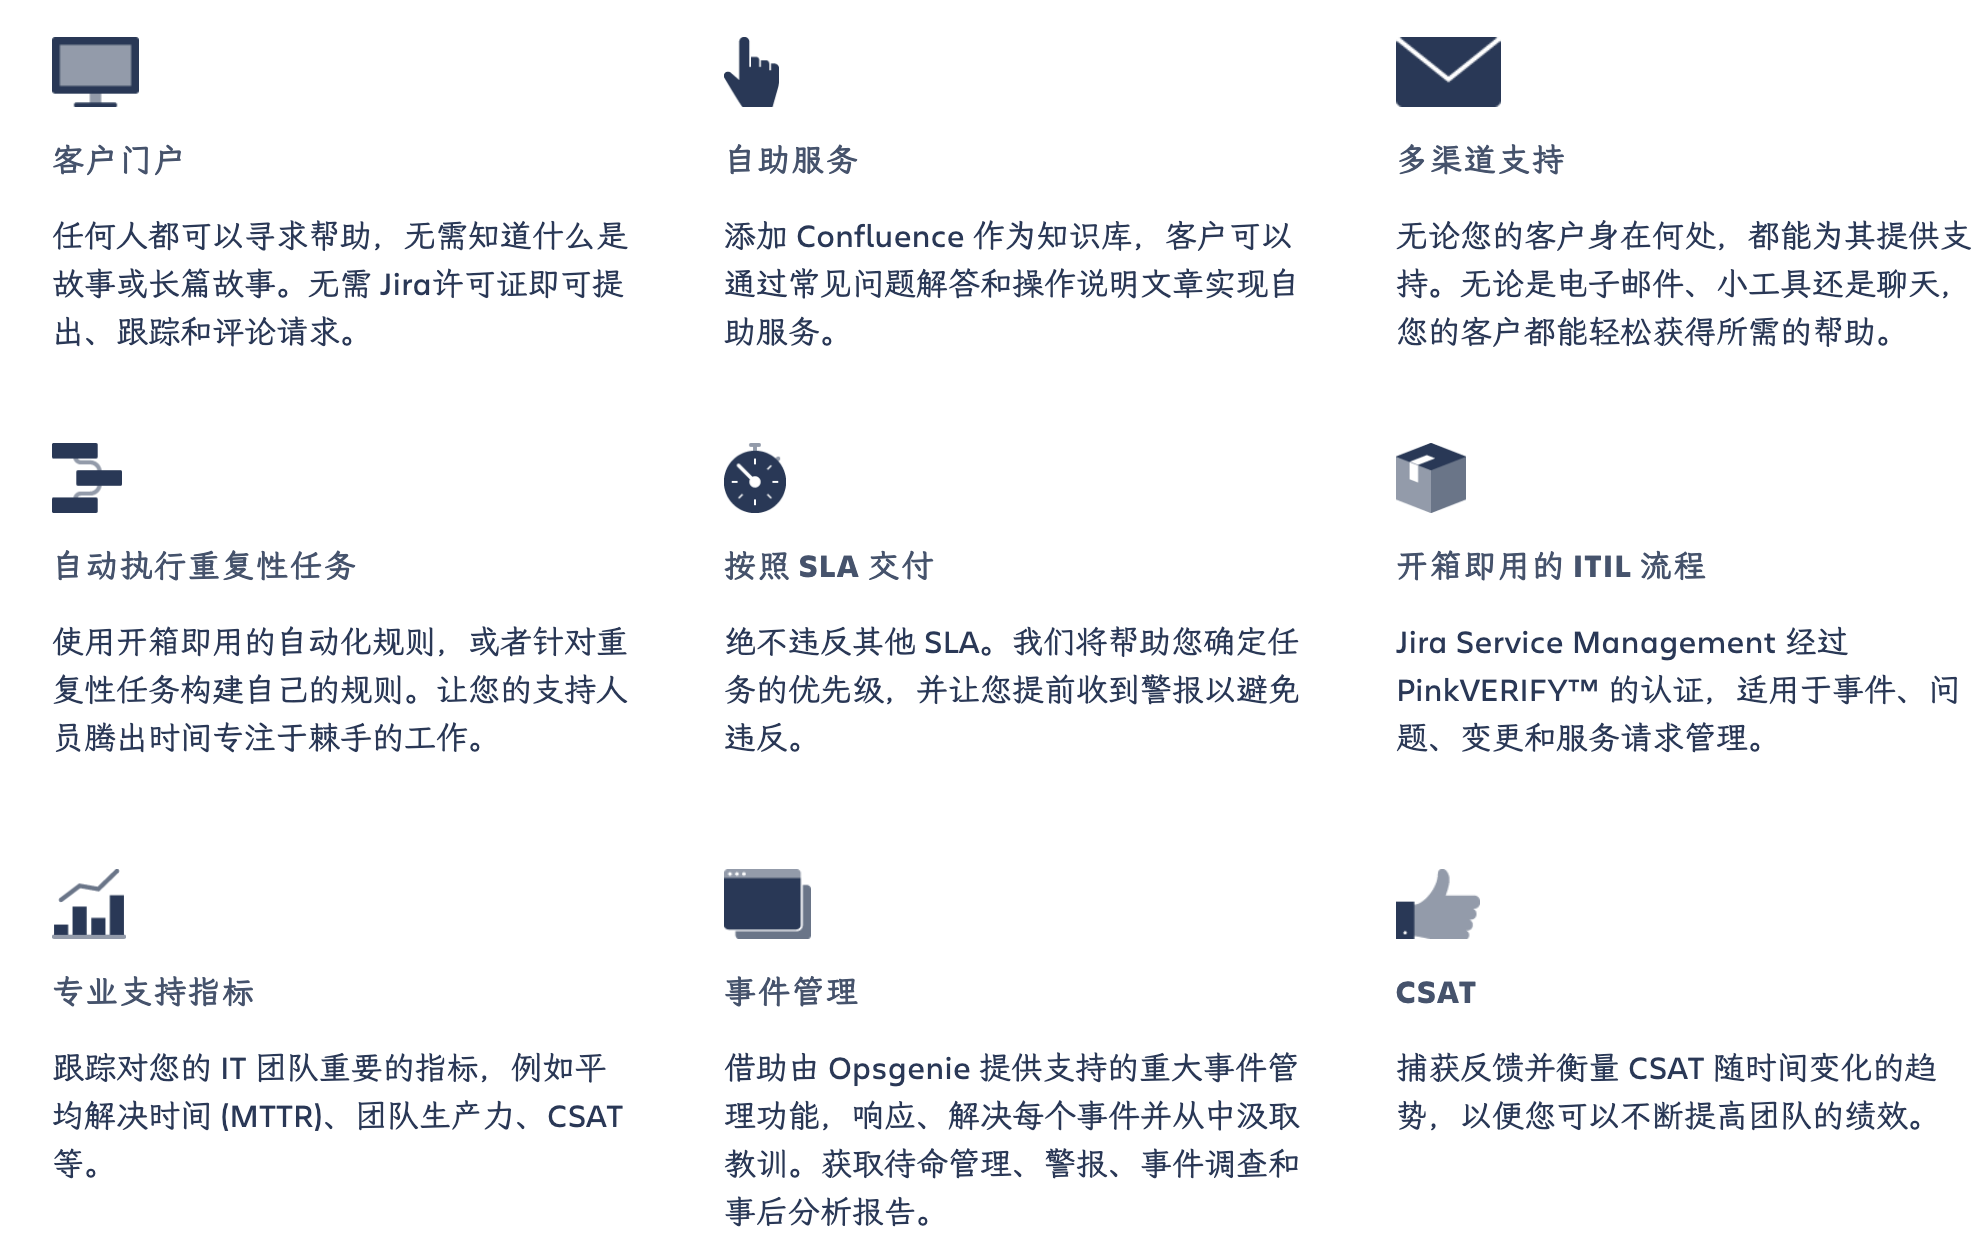 客户门户
任何人都可以寻求帮助，无需知道什么是
故事或长篇故事。无需 Jira许可证即可提
出、跟踪和评论请求。
自助服务
添加 Confluence 作为知识库，客户可以
通过常见问题解答和操作说明文章实现自
助服务。
多渠道支持
无论您的客户身在何处，都能为其提供支
持。无论是电子邮件、小工具还是聊天，
您的客户都能轻松获得所需的帮助。
自动执行重复性任务
使用开箱即用的自动化规则，或者针对重
复性任务构建自己的规则。让您的支持人
员腾出时间专注于棘手的工作。
按照 SLA 交付
绝不违反其他 SLA。我们将帮助您确定任
务的优先级，并让您提前收到警报以避免
违反。
开箱即用的 ITIL 流程
Jira Service Management 经过
PinkVERIFY™ 的认证，适用于事件、问
题、变更和服务请求管理。
专业支持指标
跟踪对您的 IT 团队重要的指标，例如平
均解决时间 (MTTR)、团队生产力、CSAT
等。
事件管理
借助由 Opsgenie 提供支持的重大事件管
理功能，响应、解决每个事件并从中汲取
教训。获取待命管理、警报、事件调查和
事后分析报告。
CSAT
捕获反馈并衡量 CSAT 随时间变化的趋
势，以便您可以不断提高团队的绩效。